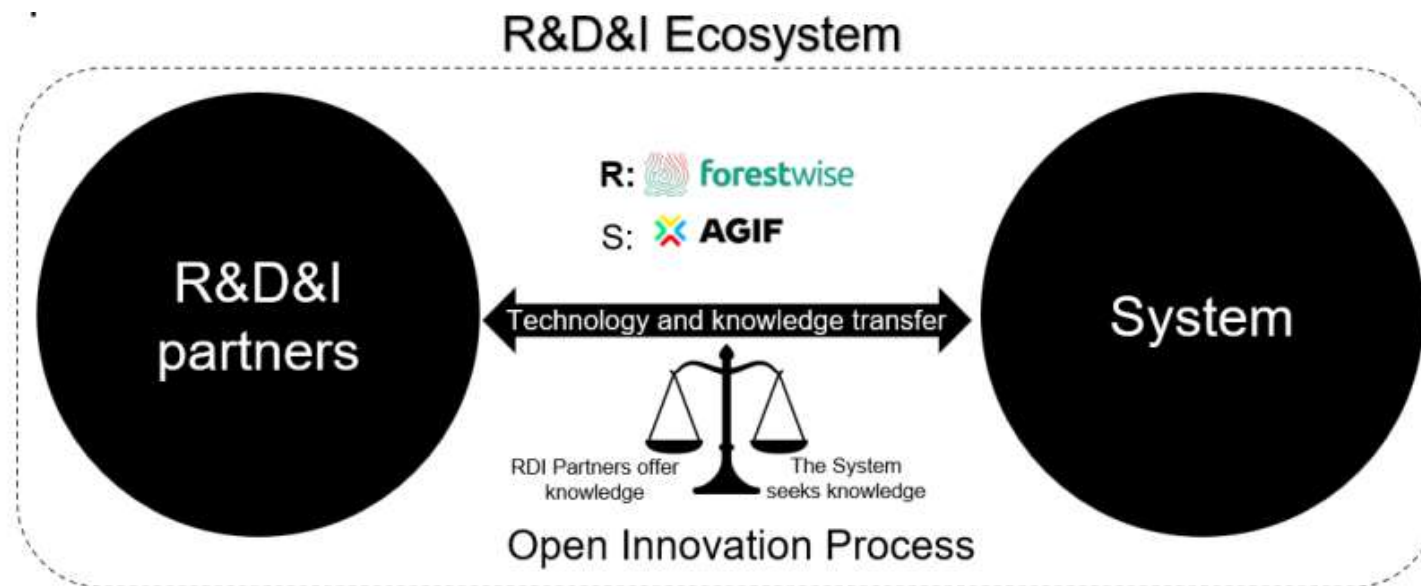 R&D&I Ecosystem
R: forestwise
S: AGIF
R&D&I
partners
Technology and knowledge transfer
System
RDI Partners offer
knowledge
The System
seeks knowledge
Open Innovation Process